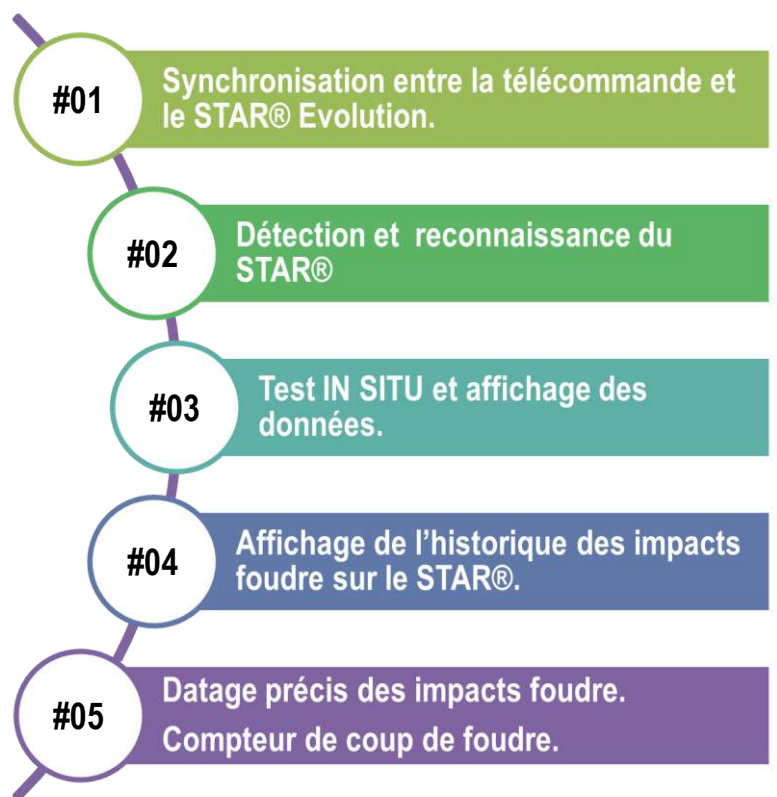 #01
Synchronisation entre la télécommande et
le STAR® Evolution.
#02
Détection et reconnaissance du
STAR®
#03
Test IN SITU et affichage des
données.
#04
Affichage de l'historique des impacts
foudre sur le STAR®.
#05
Datage précis des impacts foudre.
Compteur de coup de foudre.